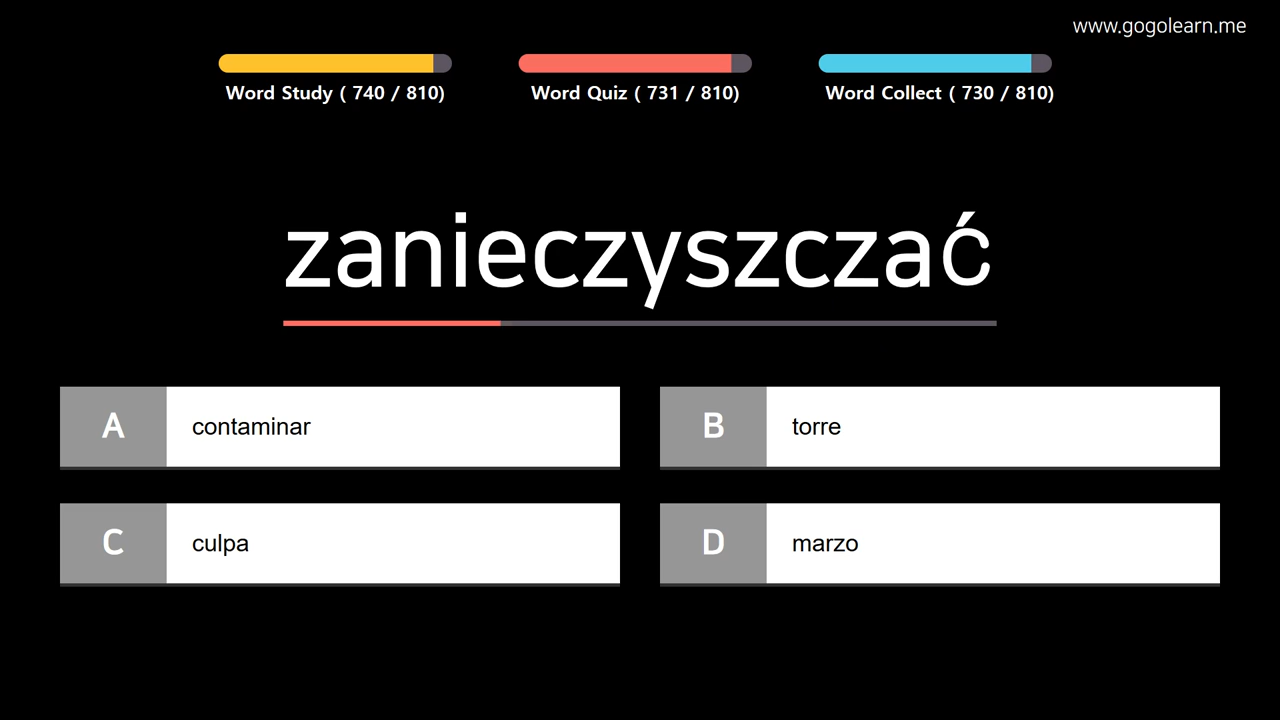 www.gogolearn.me
Word Study ( 740 / 810)
Word Quiz ( 731 / 810)
Word Collect ( 730 / 810)
zanieczyszczać
A contaminar
B torre
C culpa
D marzo